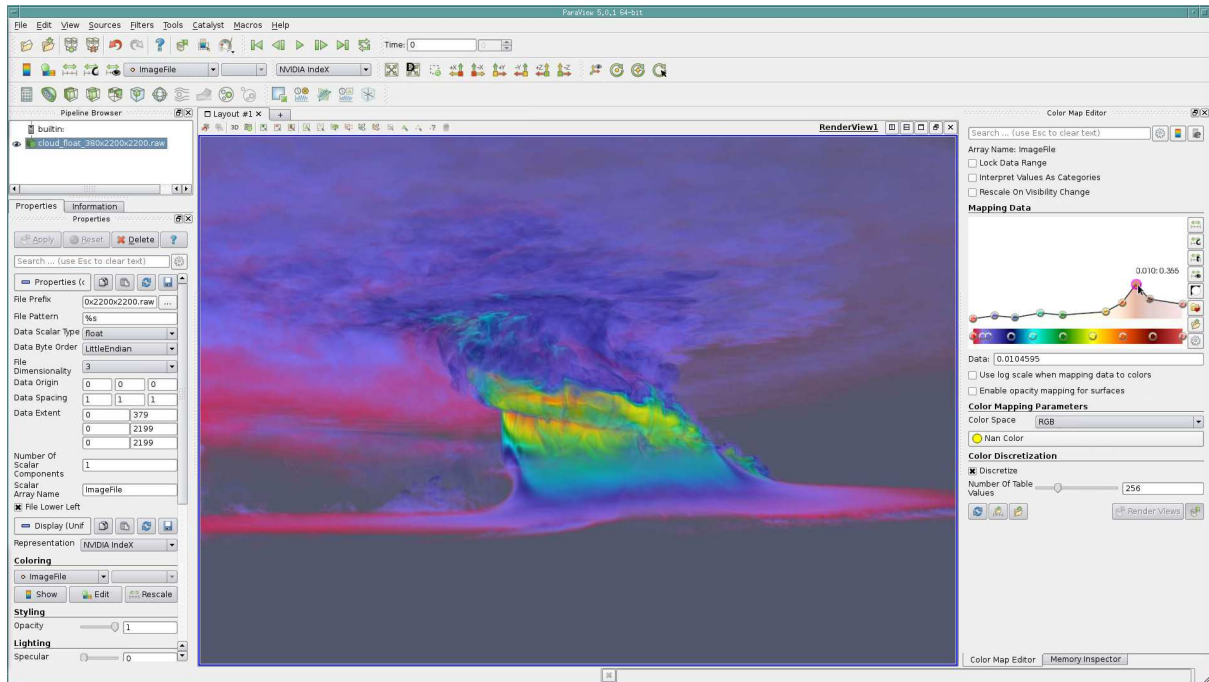 ParaView 5.0.1 64-bit
File Edit View Sources Filters Tools Catalyst Macros Help
Time: 0 0
ImageFile NVIDIA IndeX
Pipeline Browser
builtin:
cloud_float_380x2200x2200.raw
Properties Information
Properties
Apply Reset Delete ?
Search ... (use Esc to clear text)
Properties (c
File Prefix 0x2200x2200.raw ...
File Pattern %s
Data Scalar Type float
Data Byte Order LittleEndian
File
Dimensionality 3
Data Origin 0 0 0
Data Spacing 1 1 1
Data Extent 0 379
0 2199
0 2199
Number Of
Scalar
Components 1
Scalar
Array Name ImageFile
File Lower Left
Display (Unif
Representation NVIDIA IndeX
Coloring
ImageFile
Show Edit Rescale
Styling
Opacity 1
Lighting
Specular 0
Layout #1 × +
3D
RenderView1
Color Map Editor
Search ... (use Esc to clear text)
Array Name: ImageFile
Lock Data Range
Interpret Values As Categories
Rescale On Visibility Change
Mapping Data
0.010: 0.355
Data: 0.0104595
Use log scale when mapping data to colors
Enable opacity mapping for surfaces
Color Mapping Parameters
Color Space RGB
Nan Color
Color Discretization
Discretize
Number Of Table
Values 256
Render Views
Color Map Editor Memory Inspector